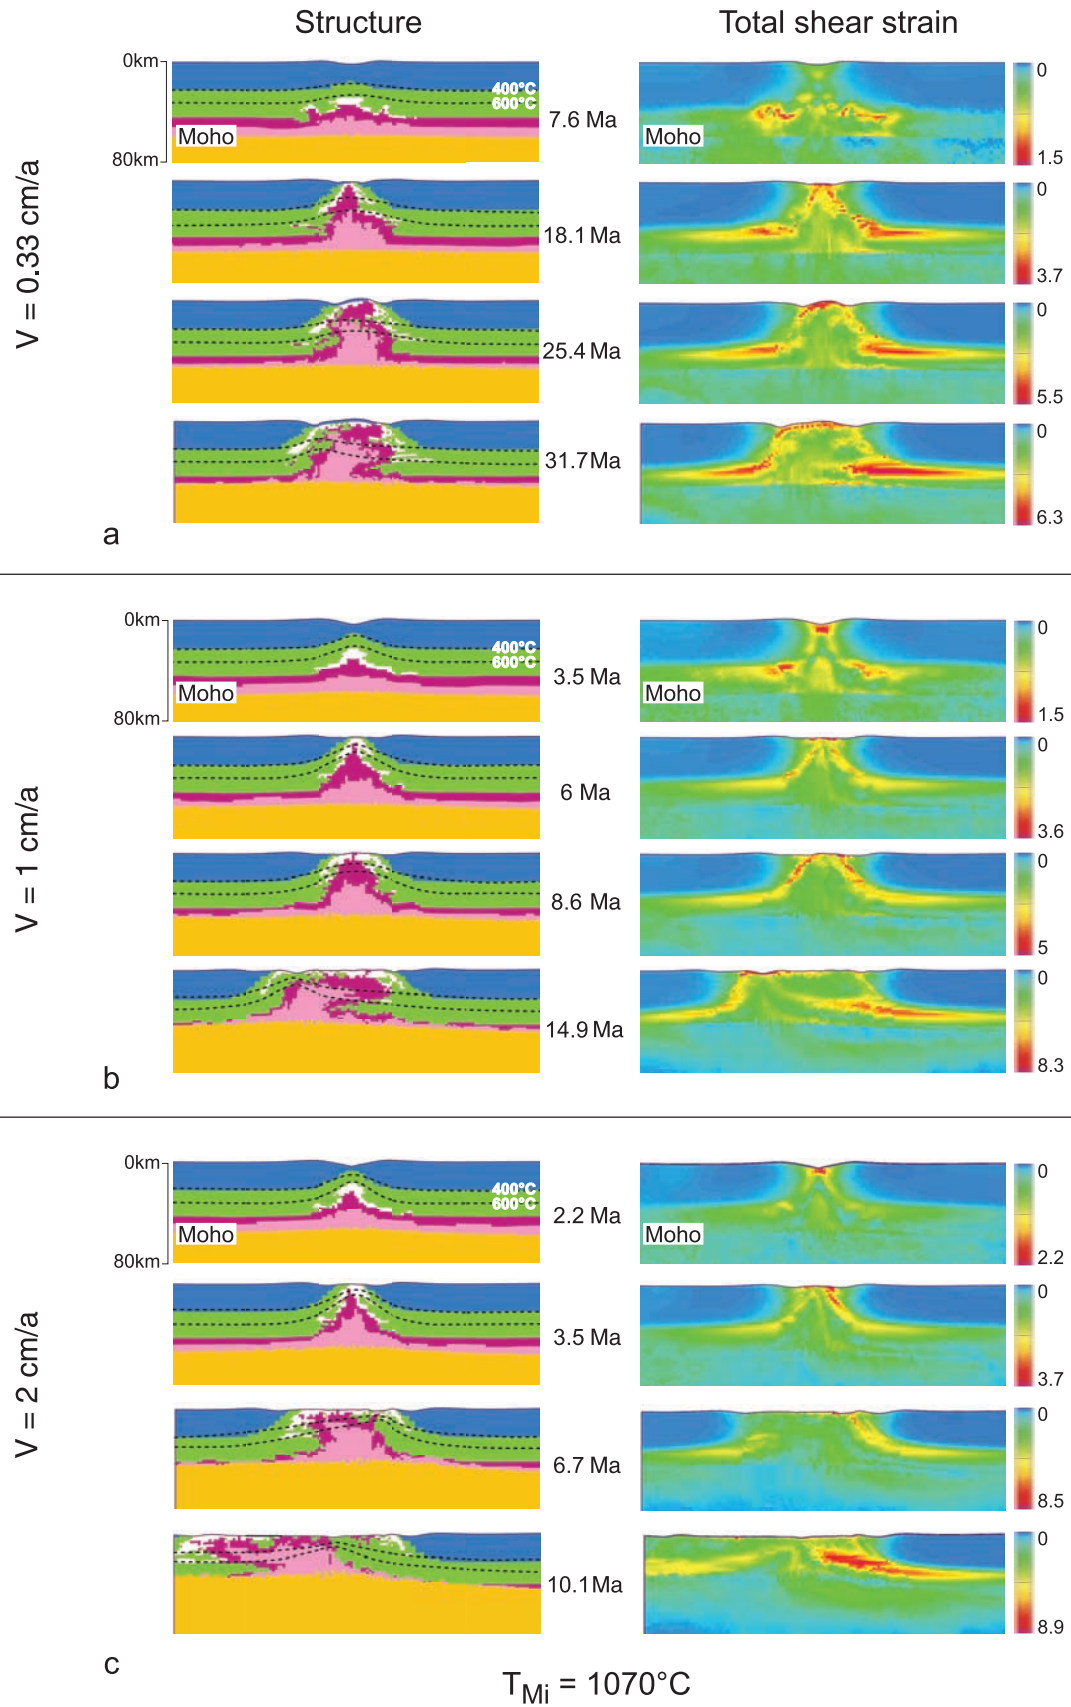 Structure Total shear strain
0km 0
400°C
600°C
7.6 Ma
Moho Moho
80km 1.5
V = 0.33 cm/a
0
18.1 Ma
3.7
0
25.4 Ma
5.5
0
31.7 Ma
6.3
a
0km 0
400°C
600°C
3.5 Ma
Moho Moho
80km 1.5
V = 1 cm/a
0
6 Ma
3.6
0
8.6 Ma
5
0
14.9 Ma
8.3
b
0km 0
400°C
600°C
2.2 Ma
Moho Moho
80km 2.2
V = 2 cm/a
0
3.5 Ma
3.7
0
6.7 Ma
8.5
0
10.1 Ma
8.9
c
TMi = 1070°C